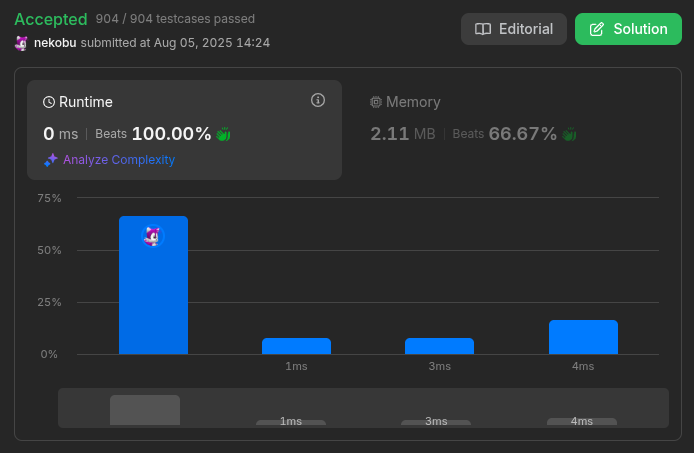 Accepted 904 / 904 testcases passed
nekobu submitted at Aug 05, 2025 14:24
Editorial
Solution
Runtime
0 ms | Beats 100.00%
Analyze Complexity
Memory
2.11 MB | Beats 66.67%
75%
50%
25%
0%
1ms 3ms 4ms
1ms 3ms 4ms